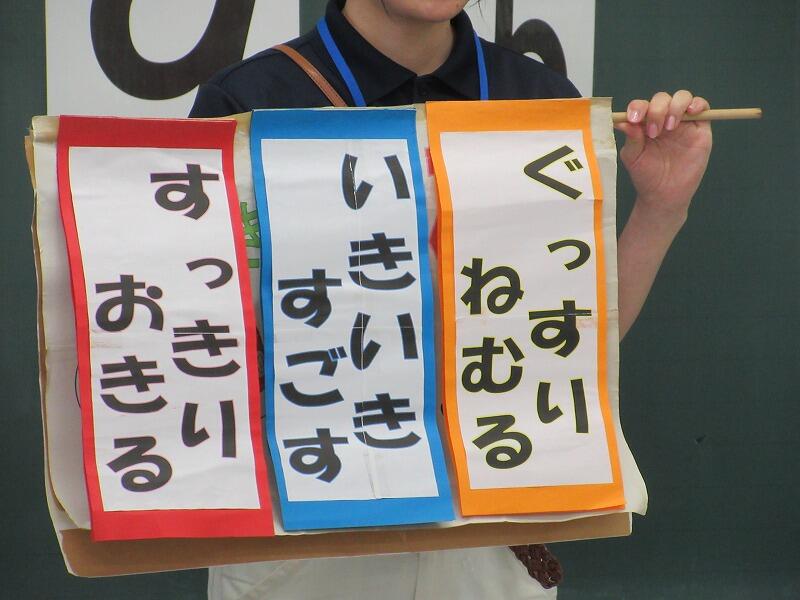 ぐっすり
ねむる
いきいき
すごす
すっきり
おきる